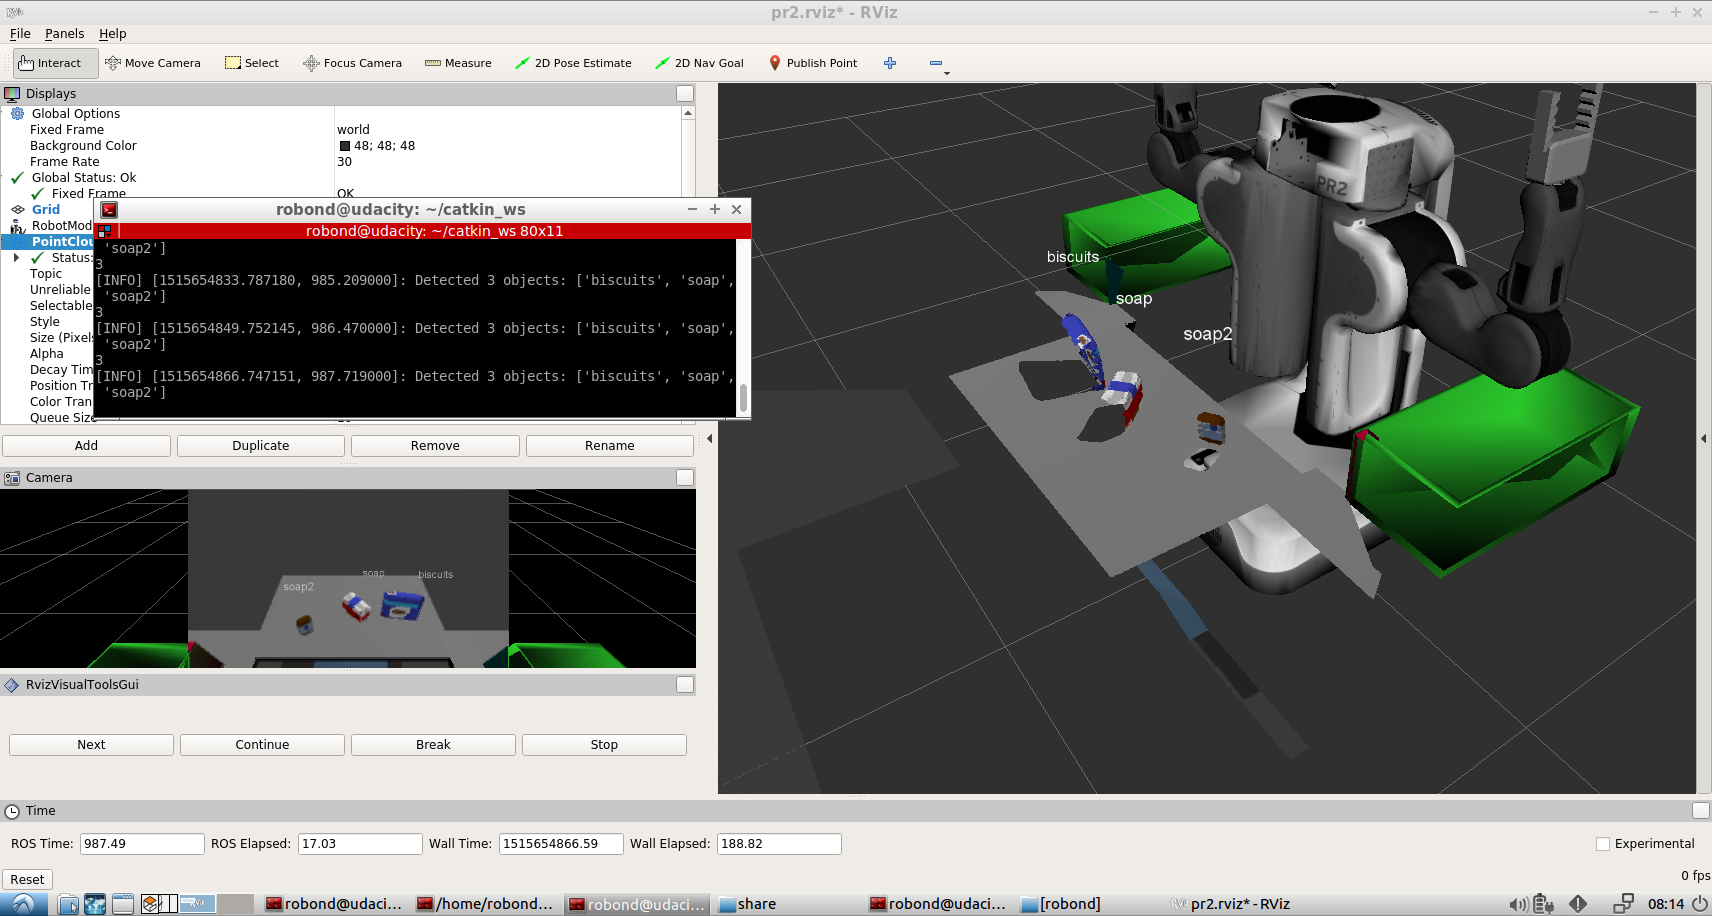 pr2.rviz* - RViz
File Panels Help
Interact Move Camera Select Focus Camera Measure 2D Pose Estimate 2D Nav Goal Publish Point
Displays
Global Options
Fixed Frame world
Background Color 48; 48; 48
Frame Rate 30
Global Status: Ok
Fixed Frame OK
Grid
RobotMod
PointClou
Status:
Topic
Unreliable
Selectable
Style
Size (Pixels
Alpha
Decay Tim
Position Tr
Color Tran
Queue Size
robond@udacity: ~/catkin_ws
robond@udacity: ~/catkin_ws 80x11
'soap2']
3
[INFO] [1515654833.787180, 985.209000]: Detected 3 objects: ['biscuits', 'soap',
'soap2']
3
[INFO] [1515654849.752145, 986.470000]: Detected 3 objects: ['biscuits', 'soap',
'soap2']
3
[INFO] [1515654866.747151, 987.719000]: Detected 3 objects: ['biscuits', 'soap',
'soap2']
Add Duplicate Remove Rename
Camera
soap2 soap biscuits
RvizVisualToolsGui
Next Continue Break Stop
PR2
biscuits
soap
soap2
Time
ROS Time: 987.49 ROS Elapsed: 17.03 Wall Time: 1515654866.59 Wall Elapsed: 188.82 Experimental
Reset
0 fps
robond@udaci... /home/robond... robond@udaci... share robond@udaci... [robond] pr2.rviz* - RViz 08:14